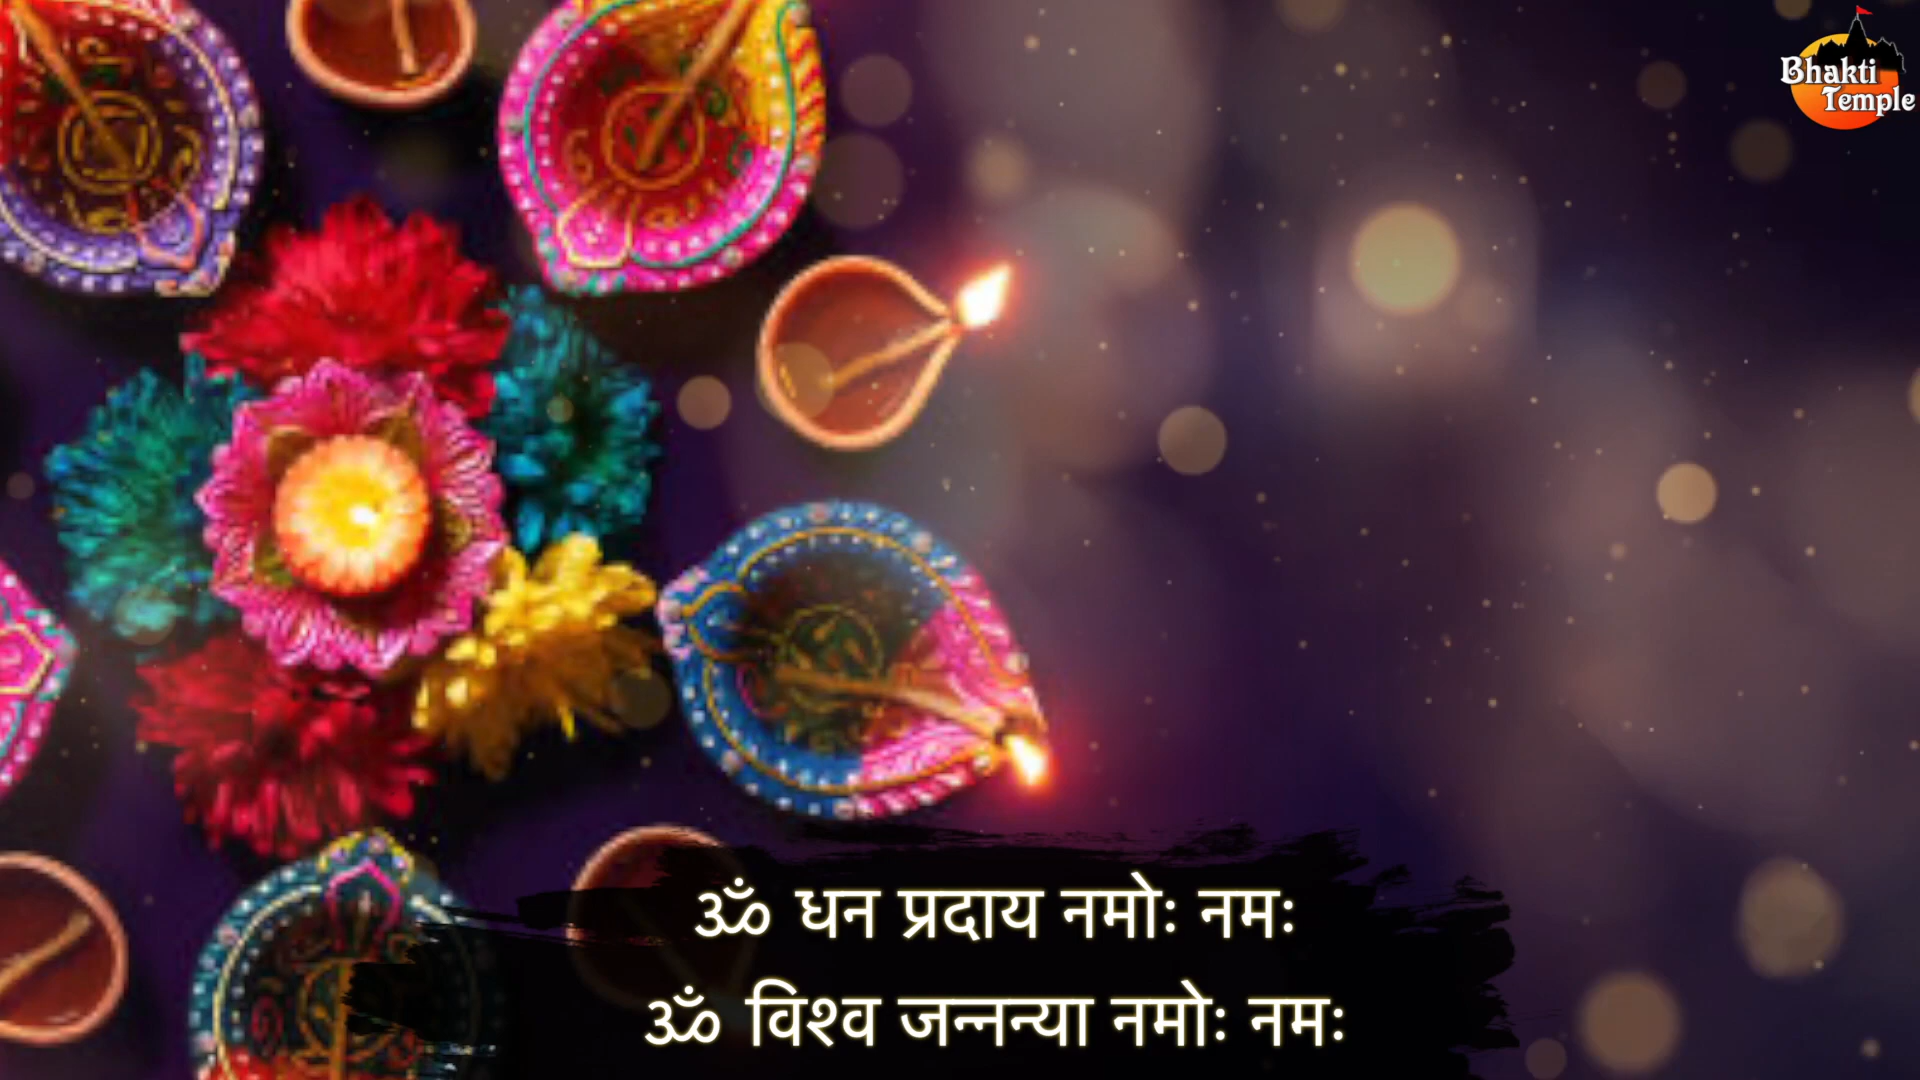 Bhakti
Temple
ॐ धन प्रदाय नमोः नमः
ॐ विश्व जन्नन्या नमोः नमः